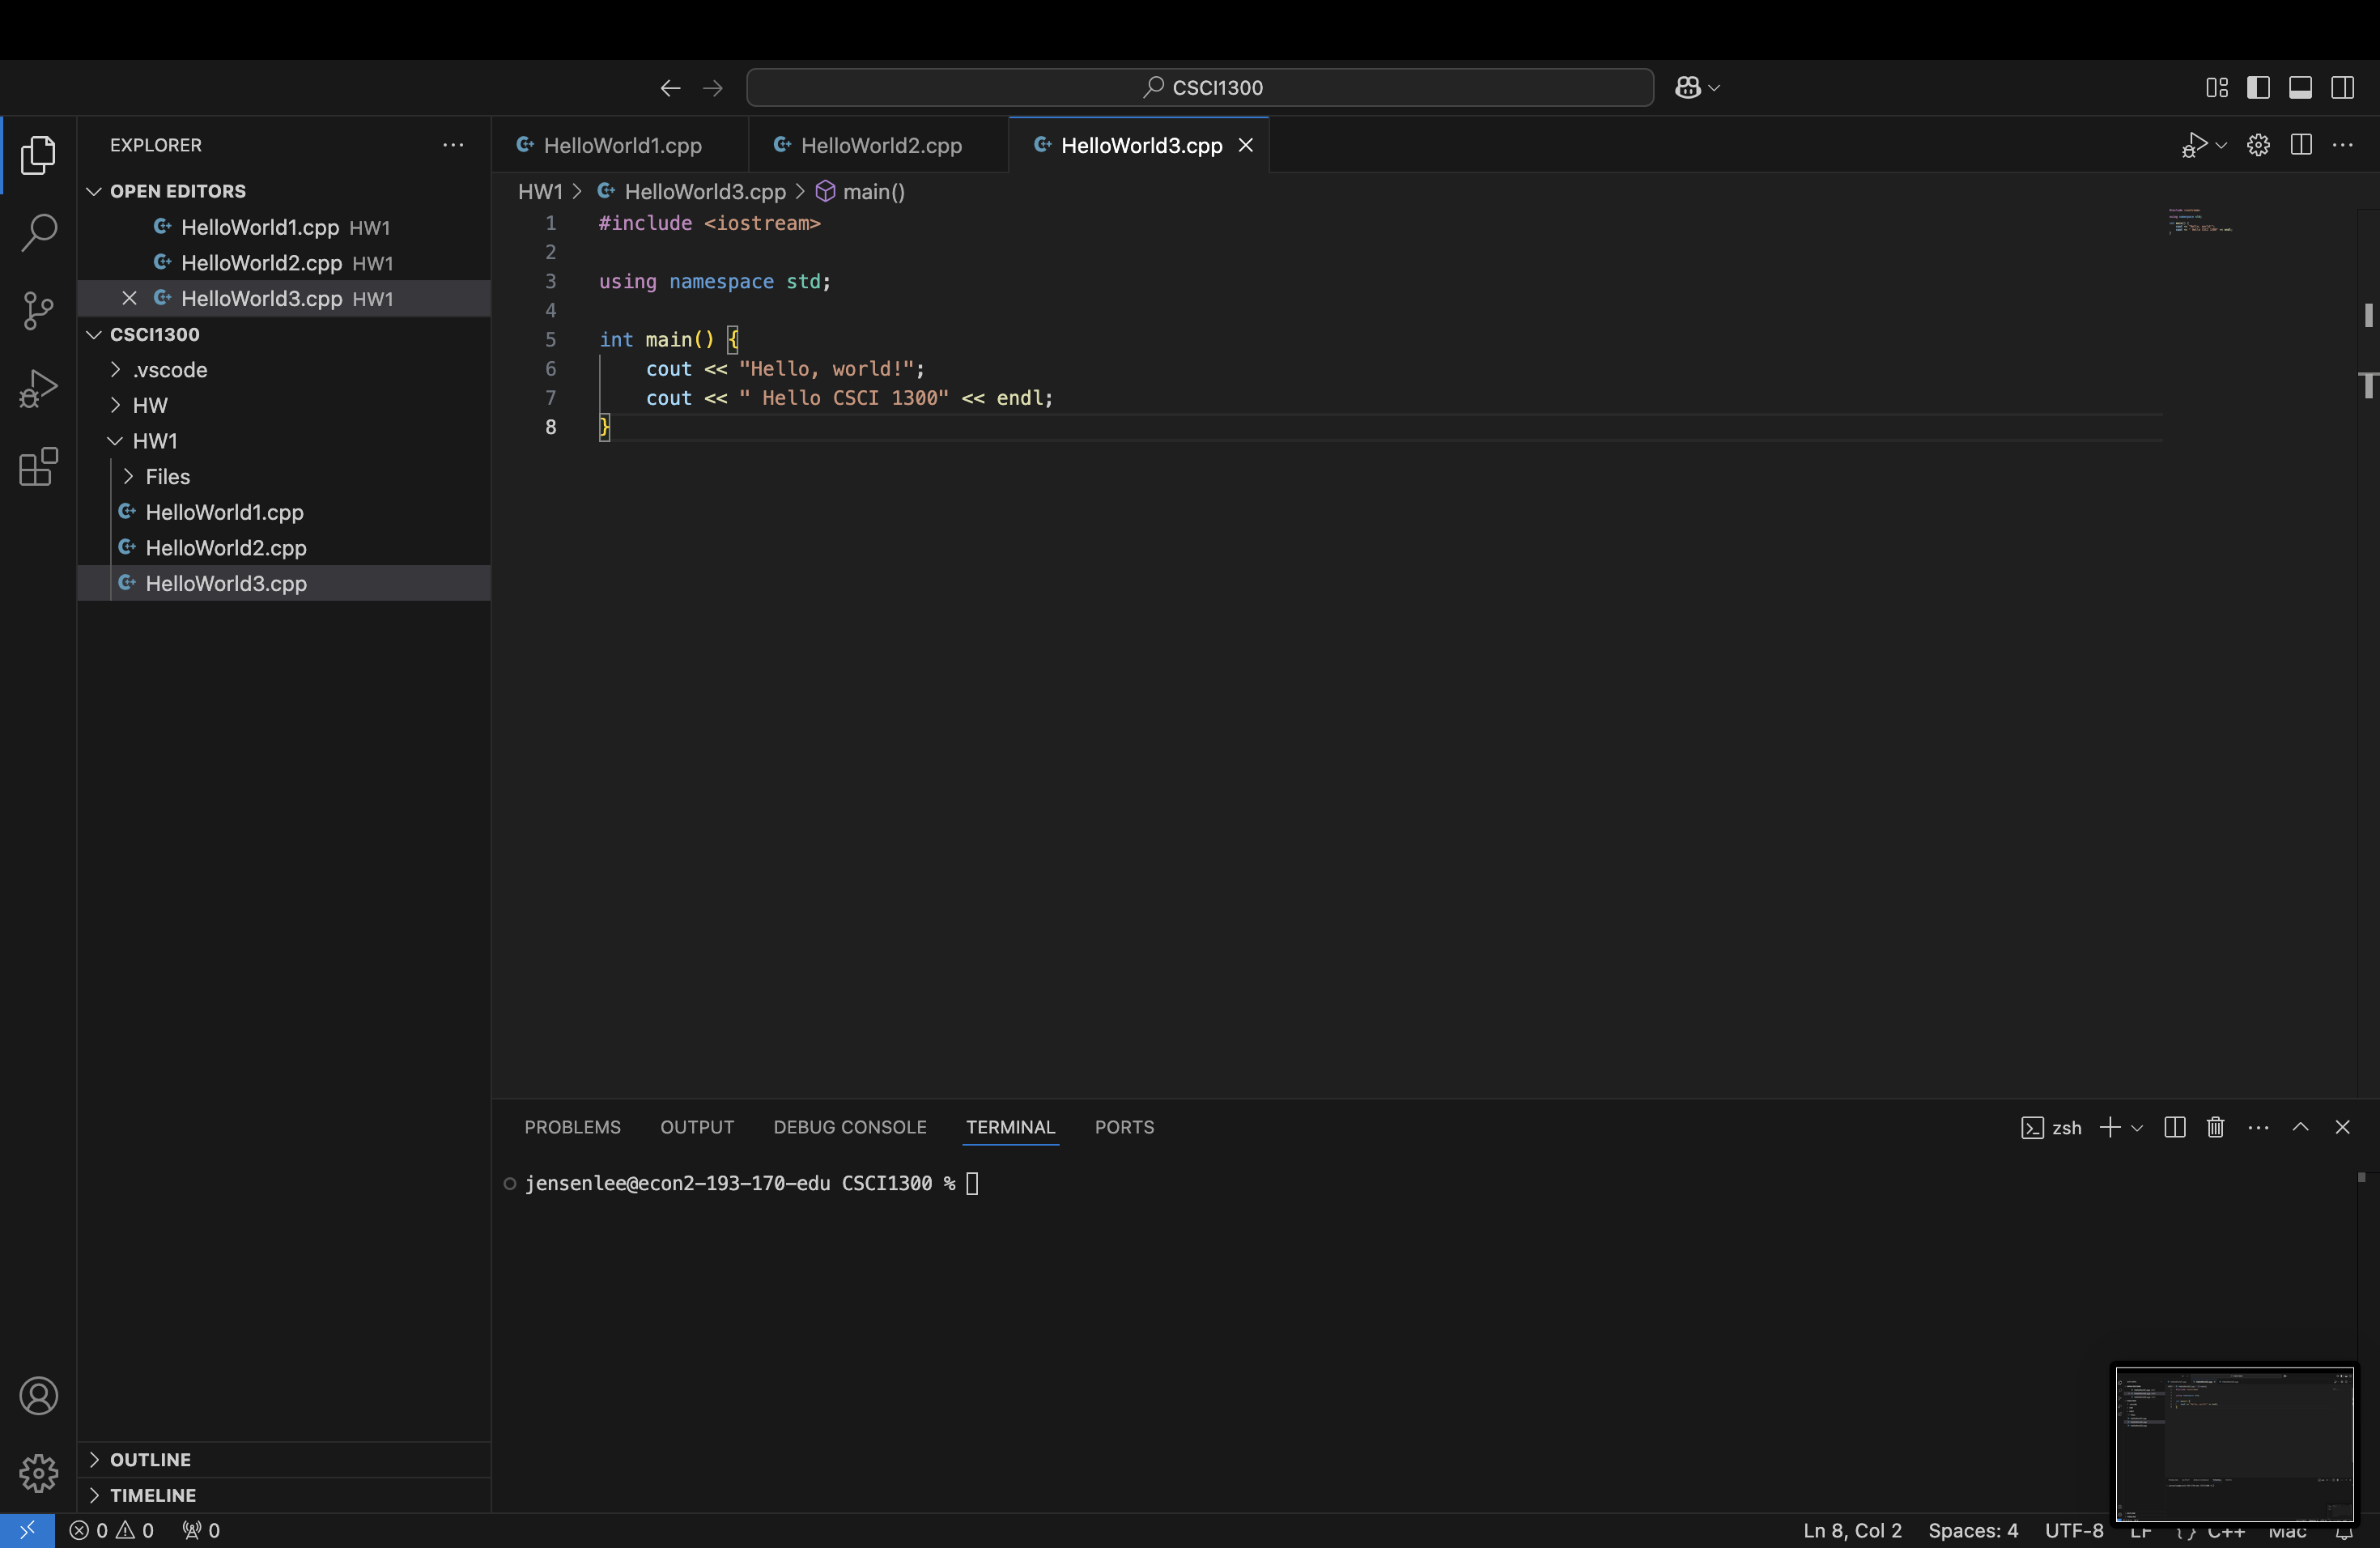 CSCI1300
EXPLORER
OPEN EDITORS
HelloWorld1.cpp HW1
HelloWorld2.cpp HW1
HelloWorld3.cpp HW1
CSCI1300
.vscode
HW
HW1
Files
HelloWorld1.cpp
HelloWorld2.cpp
HelloWorld3.cpp
OUTLINE
TIMELINE
HelloWorld1.cpp HelloWorld2.cpp HelloWorld3.cpp
HW1 > HelloWorld3.cpp > main()
1 #include <iostream>
2
3 using namespace std;
4
5 int main() {
6 cout << "Hello, world!";
7 cout << " Hello CSCI 1300" << endl;
8 }
PROBLEMS OUTPUT DEBUG CONSOLE TERMINAL PORTS
zsh
jensenlee@econ2-193-170-edu CSCI1300 %
0 0 0
Ln 8, Col 2 Spaces: 4 UTF-8 LF {} C++ Mac